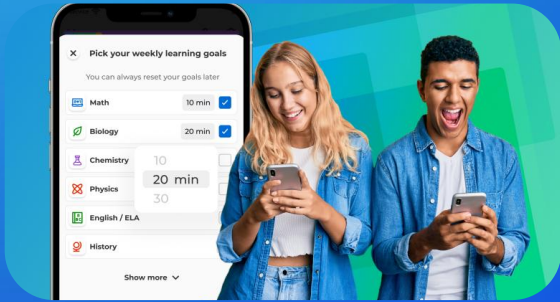 Pick your weekly learning goals
You can always reset your goals later
Math 10 min
Biology 20 min
Chemistry
10
20 min
Physics
30
English / ELA
History
Show more